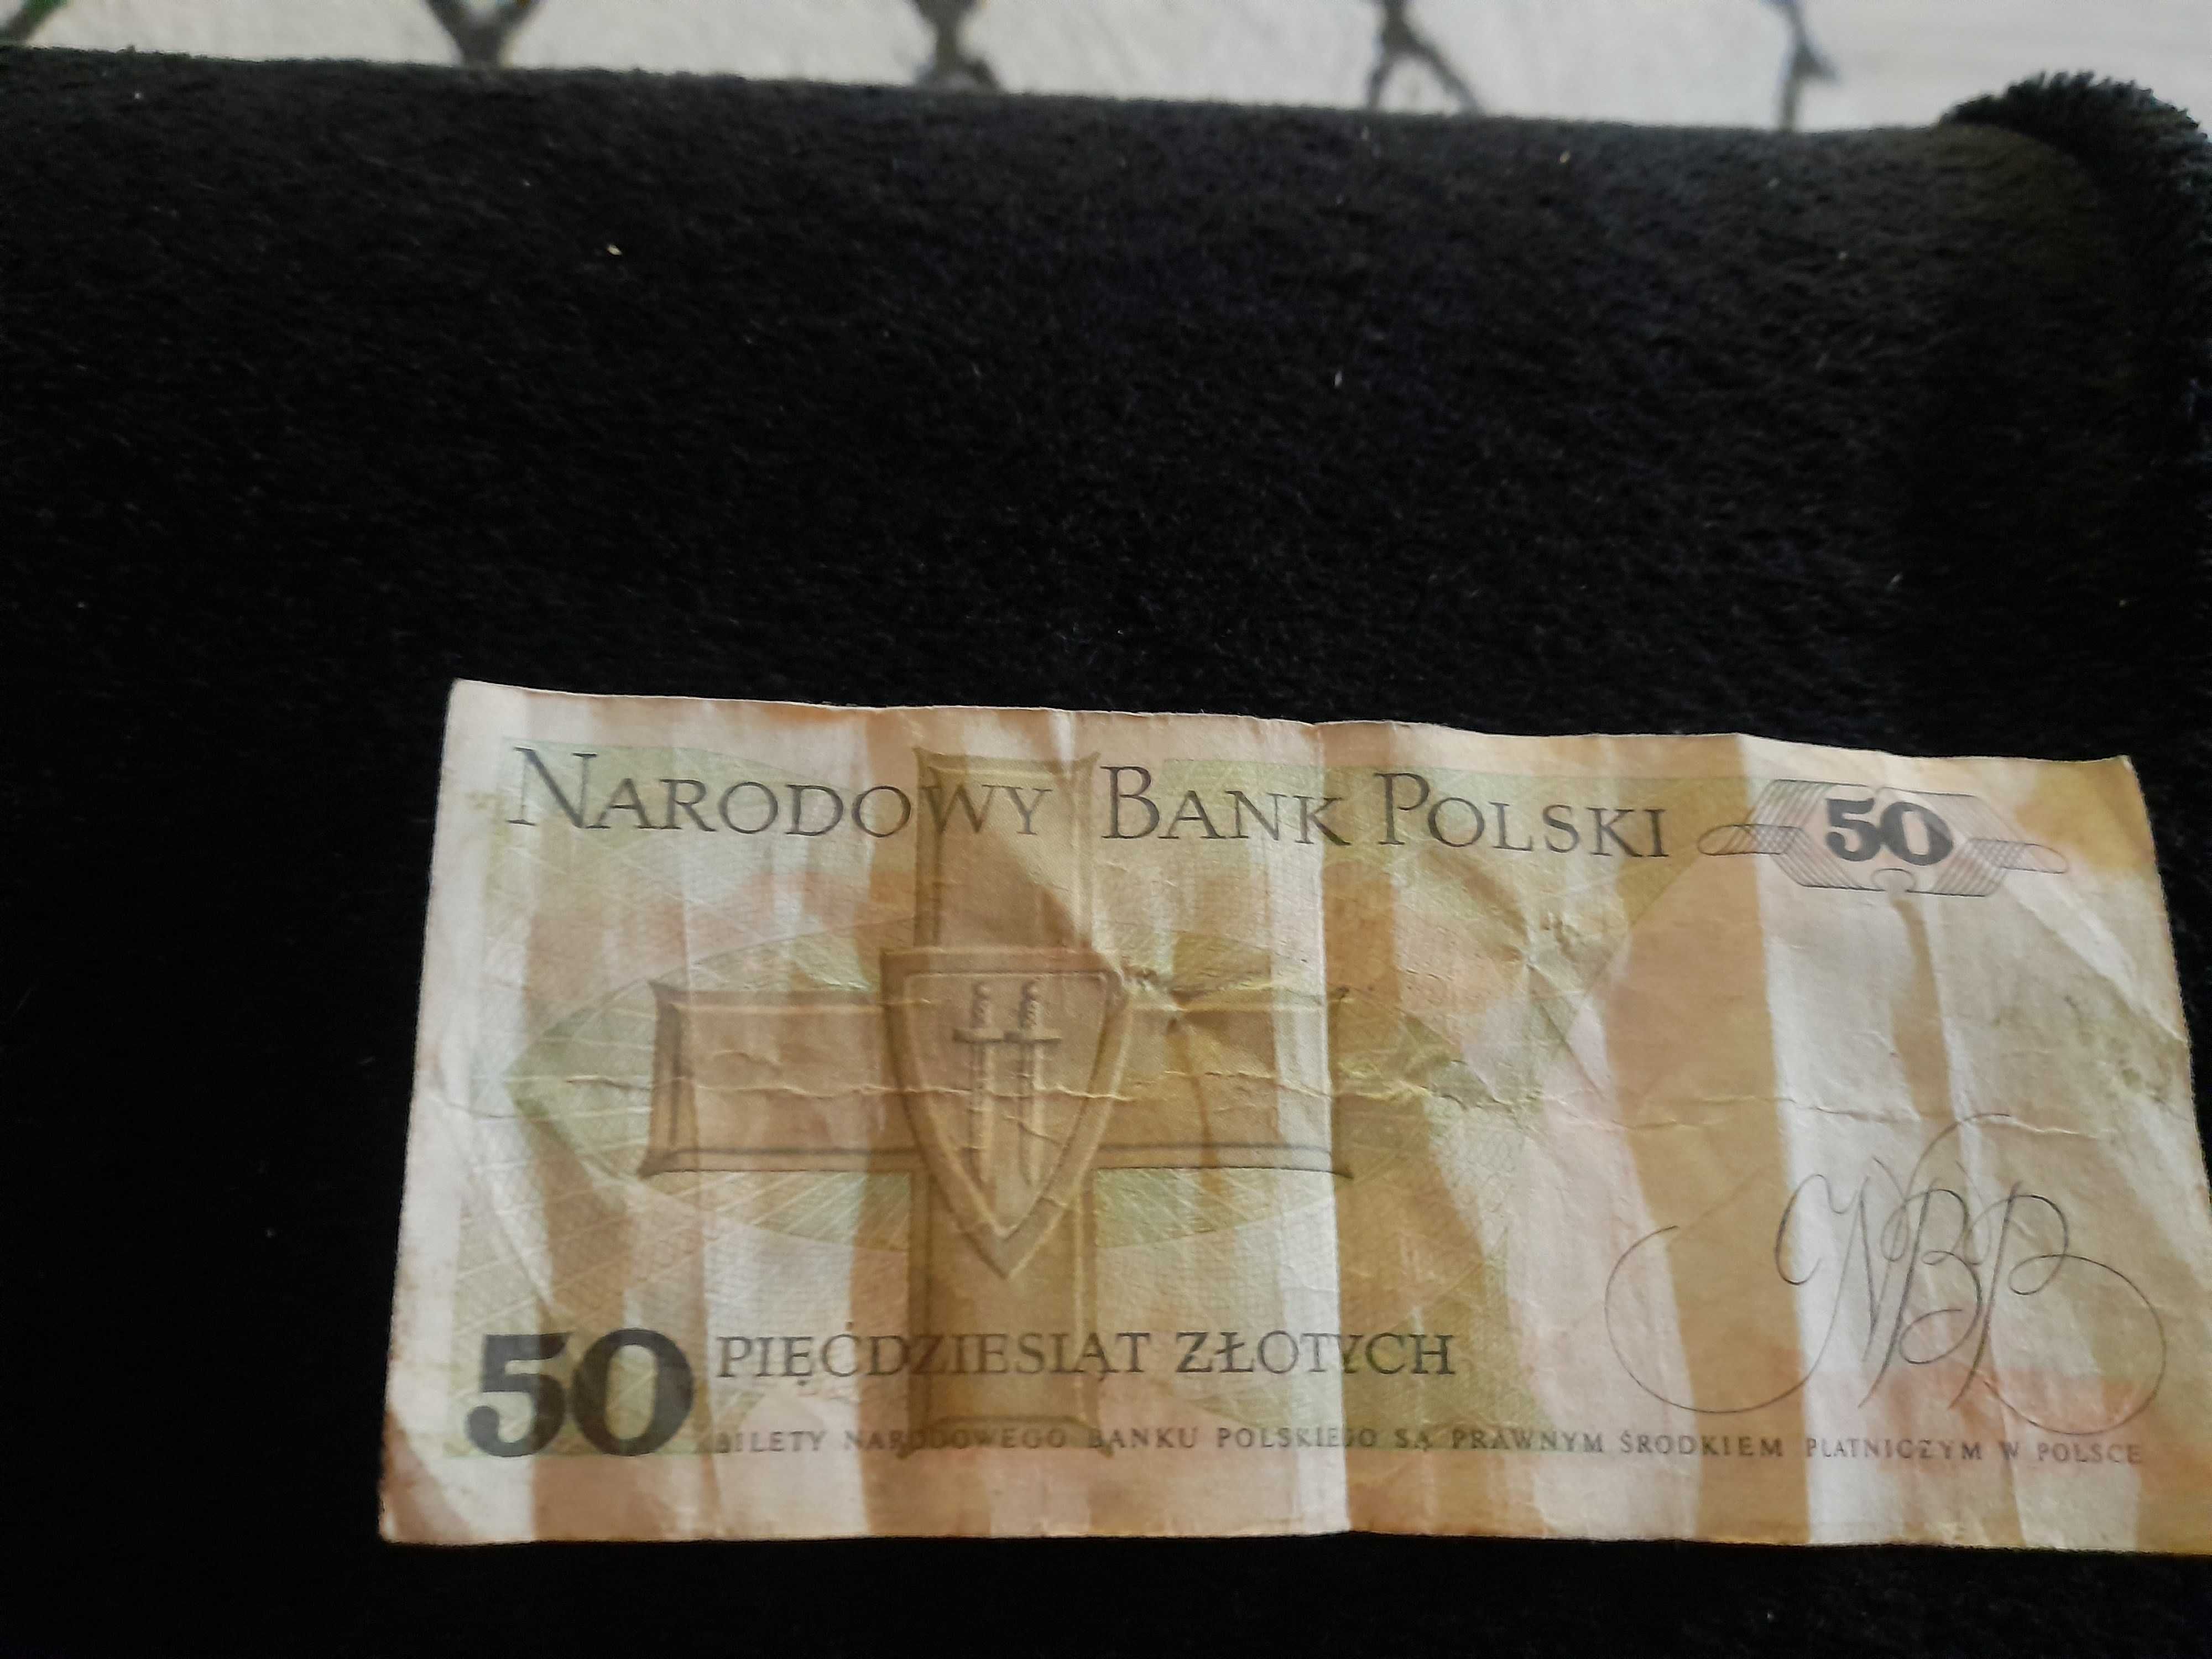 NARODOWY BANK POLSKI 50
NBP
50 PIĘĆDZIESIĄT ZŁOTYCH
BILETY NARODOWEGO BANKU POLSKIEGO SĄ PRAWNYM ŚRODKIEM PŁATNICZYM W POLSCE